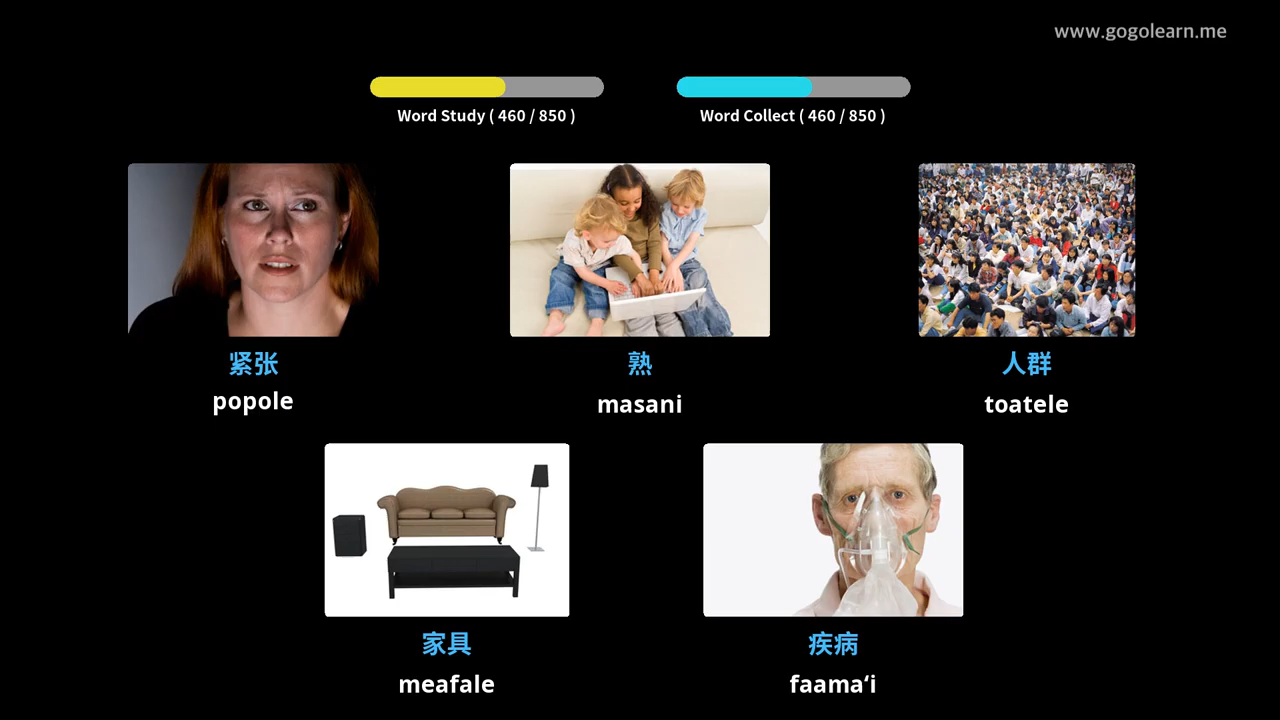 www.gogolearn.me
Word Study ( 460 / 850 )
Word Collect ( 460 / 850 )
紧张
popole
熟
masani
人群
toatele
家具
meafale
疾病
faamaʻi